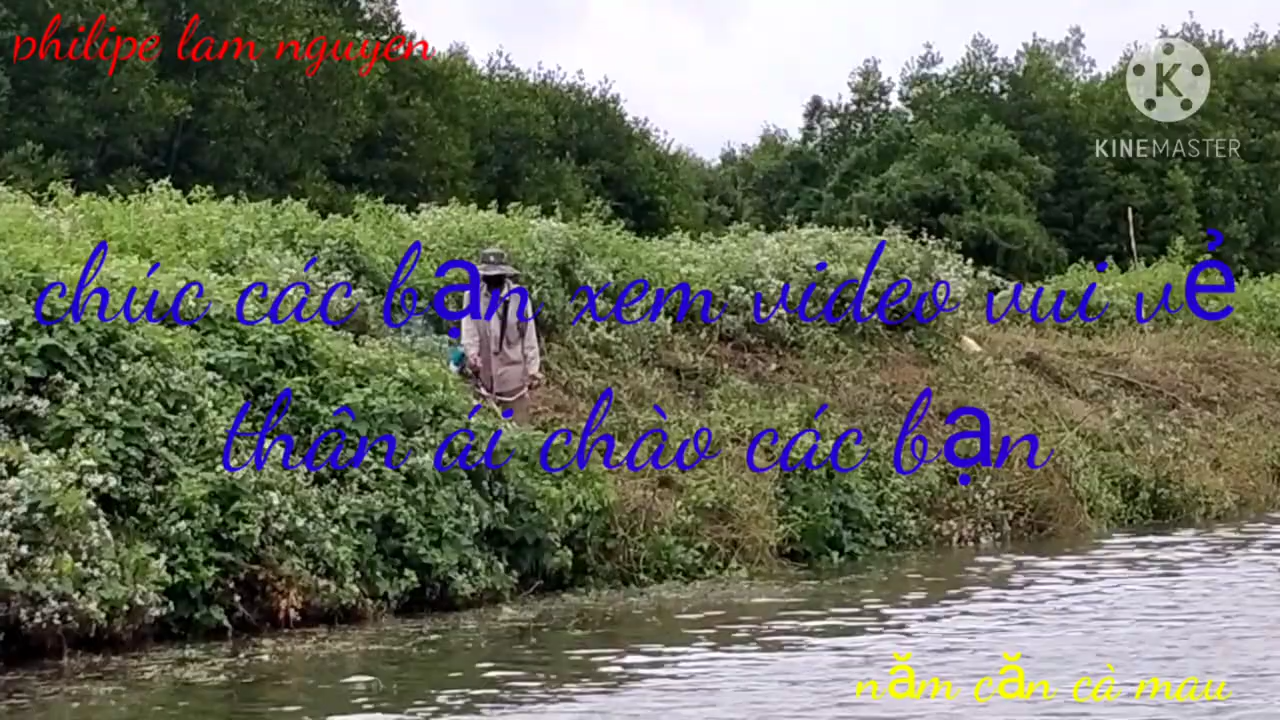 philipe lam nguyen
KINEMASTER
chúc các bạn xem video vui vẻ
thân ái chào các bạn
năm căn cà mau